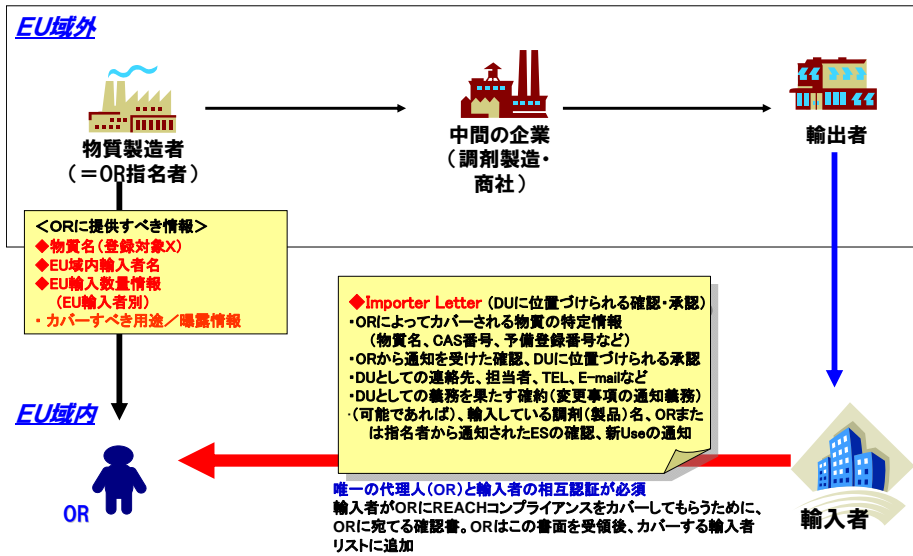 EU域外
物質製造者
(=OR指名者)
中間の企業
(調剤製造・
商社)
輸出者
<ORに提供すべき情報>
◆物質名(登録対象X)
◆EU域内輸入者名
◆EU輸入数量情報
(EU輸入者別)
・カバーすべき用途/曝露情報
◆Importer Letter (DUに位置づけられる確認・承認)
・ORによってカバーされる物質の特定情報
(物質名、CAS番号、予備登録番号など)
・ORから通知を受けた確認、DUに位置づけられる承認
・DUとしての連絡先、担当者、TEL、E-mailなど
・DUとしての義務を果たす確約(変更事項の通知義務)
・(可能であれば)、輸入している調剤(製品)名、ORまた
は指名者から通知されたESの確認、新Useの通知
EU域内
OR
唯一の代理人(OR)と輸入者の相互認証が必須
輸入者がORにREACHコンプライアンスをカバーしてもらうために、
ORに宛てる確認書。ORはこの書面を受領後、カバーする輸入者
リストに追加
輸入者